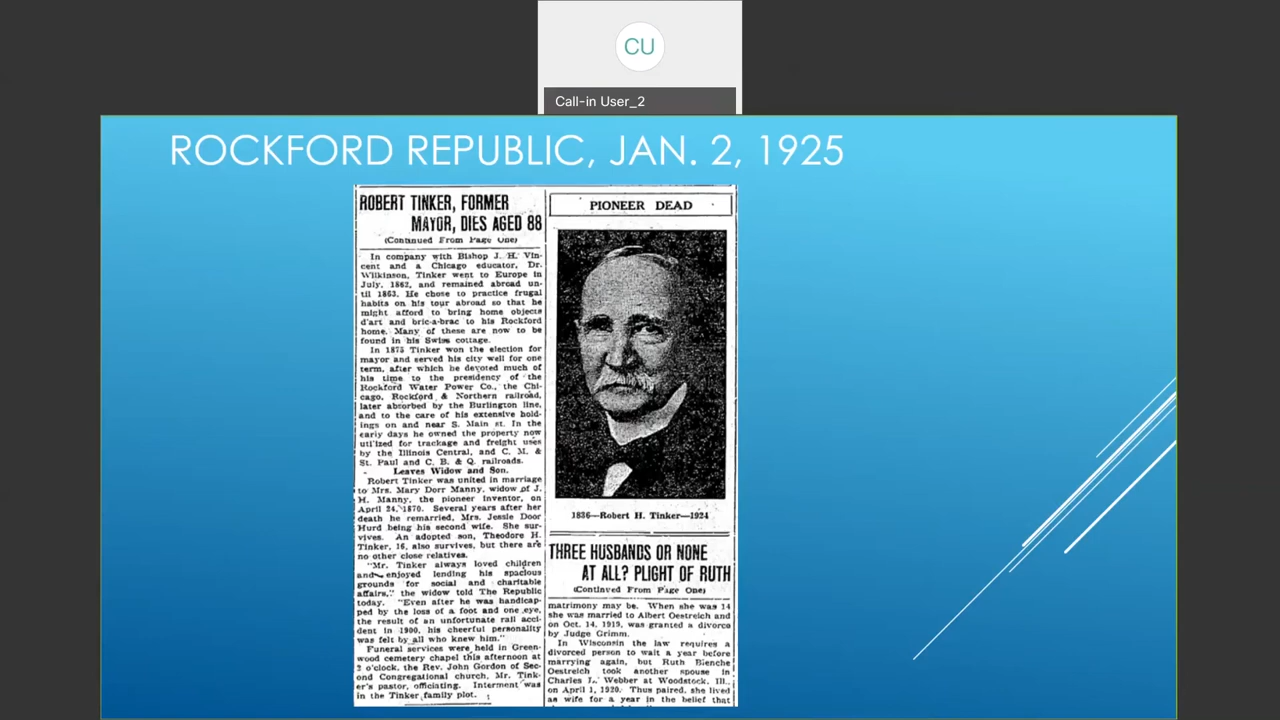 CU
Call-in User_2
ROCKFORD REPUBLIC, JAN. 2, 1925
ROBERT TINKER, FORMER
MAYOR, DIES AGED 88
(Continued From Page One)
In company with Bishop J. H. Vin-
cent and a Chicago educator, Dr.
Wilkinson, Tinker went to Europe in
July, 1862, and remained abroad un-
til 1863. He chose to practice frugal
habits on his tour abroad so that he
might afford to bring home objects
d'art and bric-a-brac to his Rockford
home. Many of these are now to be
found in his Swiss cottage.
In 1875 Tinker won the election for
mayor and served his city well for one
term, after which he devoted much of
his time to the presidency of the
Rockford Water Power Co., the Chi-
cago, Rockford & Northern railroad,
later absorbed by the Burlington line,
and to the care of his extensive hold-
ings on and near S. Main st. In the
early days he owned the property now
utilized for trackage and freight uses
by the Illinois Central, and C. M. &
St. Paul and C. B. & Q. railroads.
Leaves Widow and Son.
Robert Tinker was united in marriage
to Mrs. Mary Dorr Manny, widow of J.
H. Manny, the pioneer inventor, on
April 24, 1870. Several years after her
death he remarried, Mrs. Jessie Door
Hurd being his second wife. She sur-
vives. An adopted son, Theodore H.
Tinker, 16, also survives, but there are
no other close relatives.
"Mr. Tinker always loved children
and enjoyed lending his spacious
grounds for social and charitable
affairs," the widow told The Republic
today. "Even after he was handicap-
ped by the loss of a foot and one eye,
the result of an unfortunate rail acci-
dent in 1900, his cheerful personality
was felt by all who knew him."
Funeral services were held in Green-
wood cemetery chapel this afternoon at
2 o'clock, the Rev. John Gordon of Sec-
ond Congregational church, Mr. Tink-
er's pastor, officiating. Interment was
in the Tinker family plot.
PIONEER DEAD
1836—Robert H. Tinker—1924
THREE HUSBANDS OR NONE
AT ALL? PLIGHT OF RUTH
(Continued From Page One)
matrimony may be. When she was 14
she was married to Albert Oestreich and
on Oct. 14, 1919, was granted a divorce
by Judge Grimm.
In Wisconsin the law requires a
divorced person to wait a year before
marrying again, but Ruth Blenche
Oestreich took another spouse in
Charles L. Webber at Woodstock, Ill.,
on April 1, 1920. Thus paired, she lived
as wife for a year in the belief that